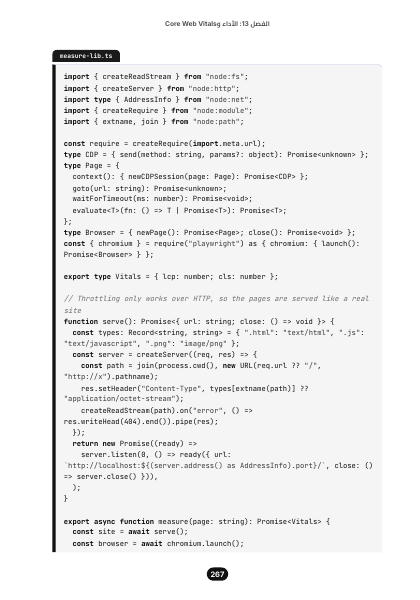 الفصل 13: الأداء و Core Web Vitals
measure-lib.ts
import { createReadStream } from "node:fs";
import { createServer } from "node:http";
import type { AddressInfo } from "node:net";
import { createRequire } from "node:module";
import { extname, join } from "node:path";
const require = createRequire(import.meta.url);
type CDP = { send(method: string, params?: object): Promise<unknown> };
type Page = {
  context(): { newCDPSession(page: Page): Promise<CDP> };
  goto(url: string): Promise<unknown>;
  waitForTimeout(ms: number): Promise<void>;
  evaluate<T>(fn: () => T | Promise<T>): Promise<T>;
};
type Browser = { newPage(): Promise<Page>; close(): Promise<void> };
const { chromium } = require("playwright") as { chromium: { launch():
Promise<Browser> } };
export type Vitals = { lcp: number; cls: number };
// Throttling only works over HTTP, so the pages are served like a real
site
function serve(): Promise<{ url: string; close: () => void }> {
  const types: Record<string, string> = { ".html": "text/html", ".js":
"text/javascript", ".png": "image/png" };
  const server = createServer((req, res) => {
    const path = join(process.cwd(), new URL(req.url ?? "/",
"http://x").pathname);
    res.setHeader("Content-Type", types[extname(path)] ??
"application/octet-stream");
    createReadStream(path).on("error", () =>
res.writeHead(404).end()).pipe(res);
  });
  return new Promise((ready) =>
    server.listen(0, () => ready({ url:
`http://localhost:${(server.address() as AddressInfo).port}/`, close: ()
=> server.close() })),
  );
}
export async function measure(page: string): Promise<Vitals> {
  const site = await serve();
  const browser = await chromium.launch();
267